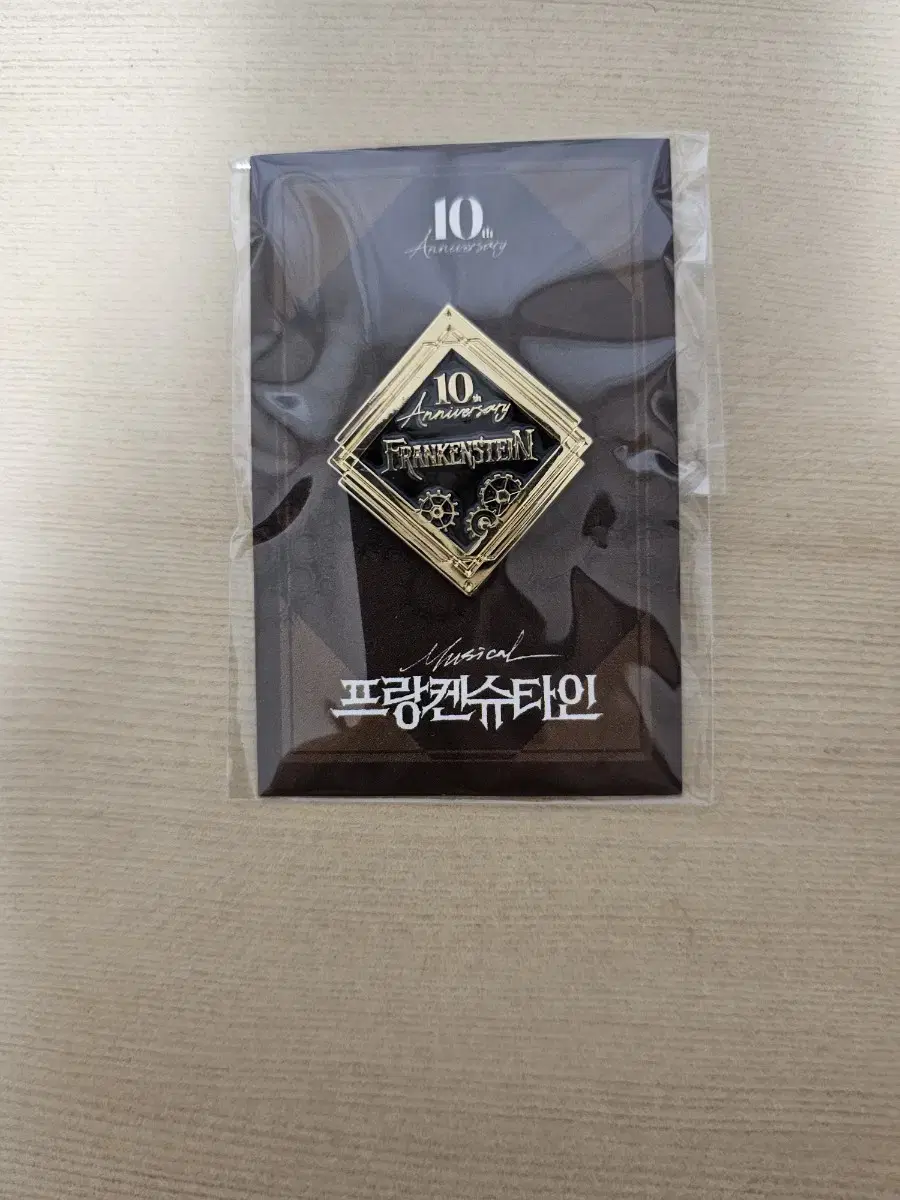 10th
Anniversary
10th
Anniversary
FRANKENSTEIN
Musical
프랑켄슈타인